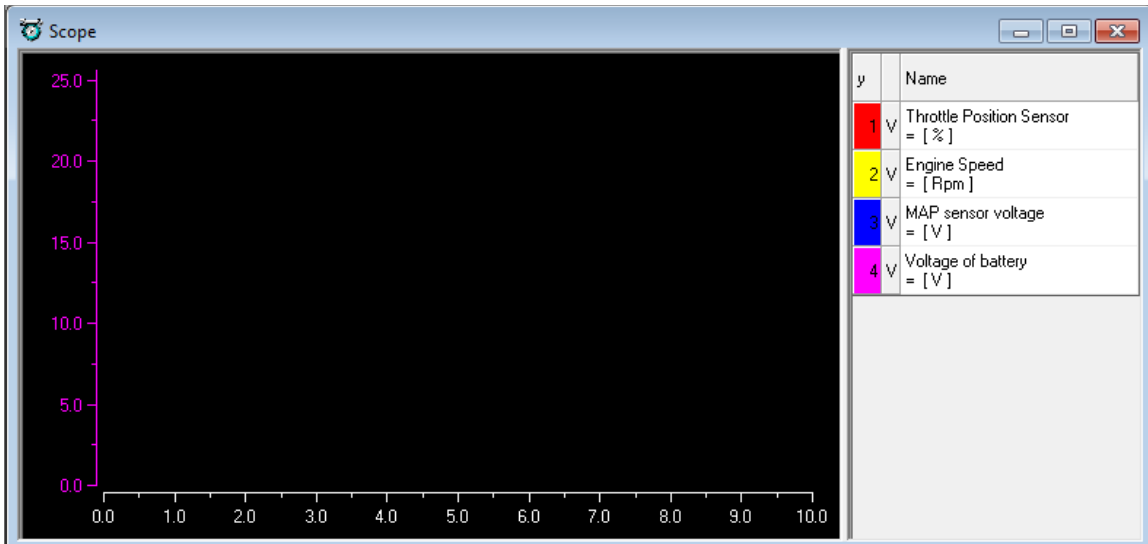 Scope
25.0
20.0
15.0
10.0
5.0
0.0
0.0 1.0 2.0 3.0 4.0 5.0 6.0 7.0 8.0 9.0 10.0
y Name
1 V Throttle Position Sensor
= [ % ]
2 V Engine Speed
= [ Rpm ]
3 V MAP sensor voltage
= [ V ]
4 V Voltage of battery
= [ V ]